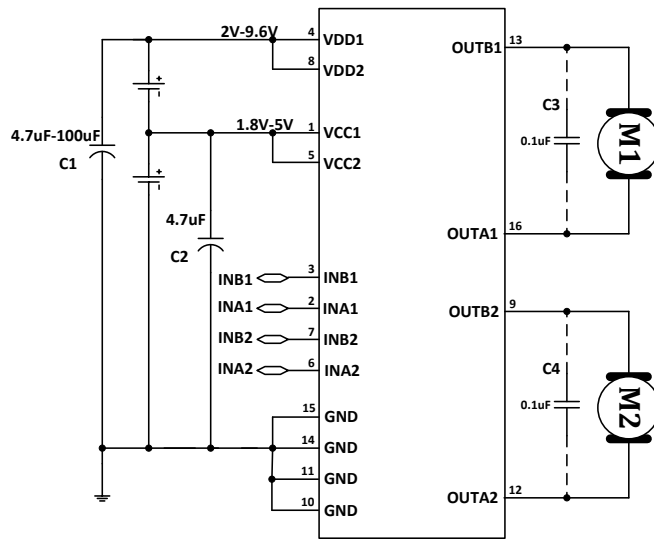 2V-9.6V
4
VDD1
8
VDD2
+
4.7uF-100uF
C1
1.8V-5V
1
VCC1
5
VCC2
+
4.7uF
C2
INB1
3
INB1
INA1
2
INA1
INB2
7
INB2
INA2
6
INA2
15
GND
14
GND
11
GND
10
GND
OUTB1
13
C3
0.1uF
M1
OUTA1
16
OUTB2
9
C4
0.1uF
M2
OUTA2
12